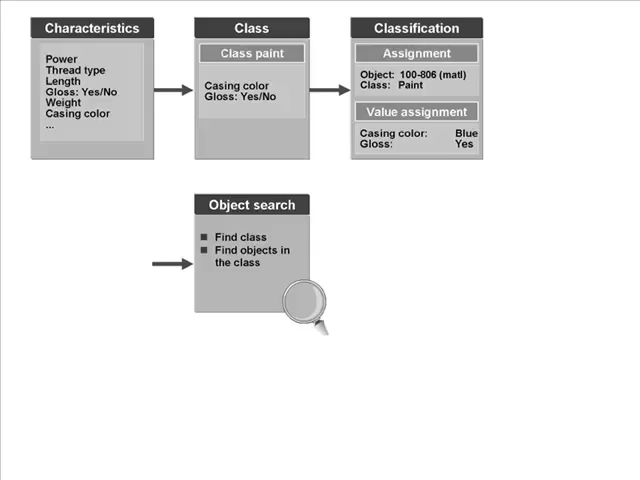 Characteristics
Power
Thread type
Length
Gloss: Yes/No
Weight
Casing color
...
Class
Class paint
Casing color
Gloss: Yes/No
Classification
Assignment
Object: 100-806 (matl)
Class: Paint
Value assignment
Casing color: Blue
Gloss: Yes
Object search
Find class
Find objects in
the class